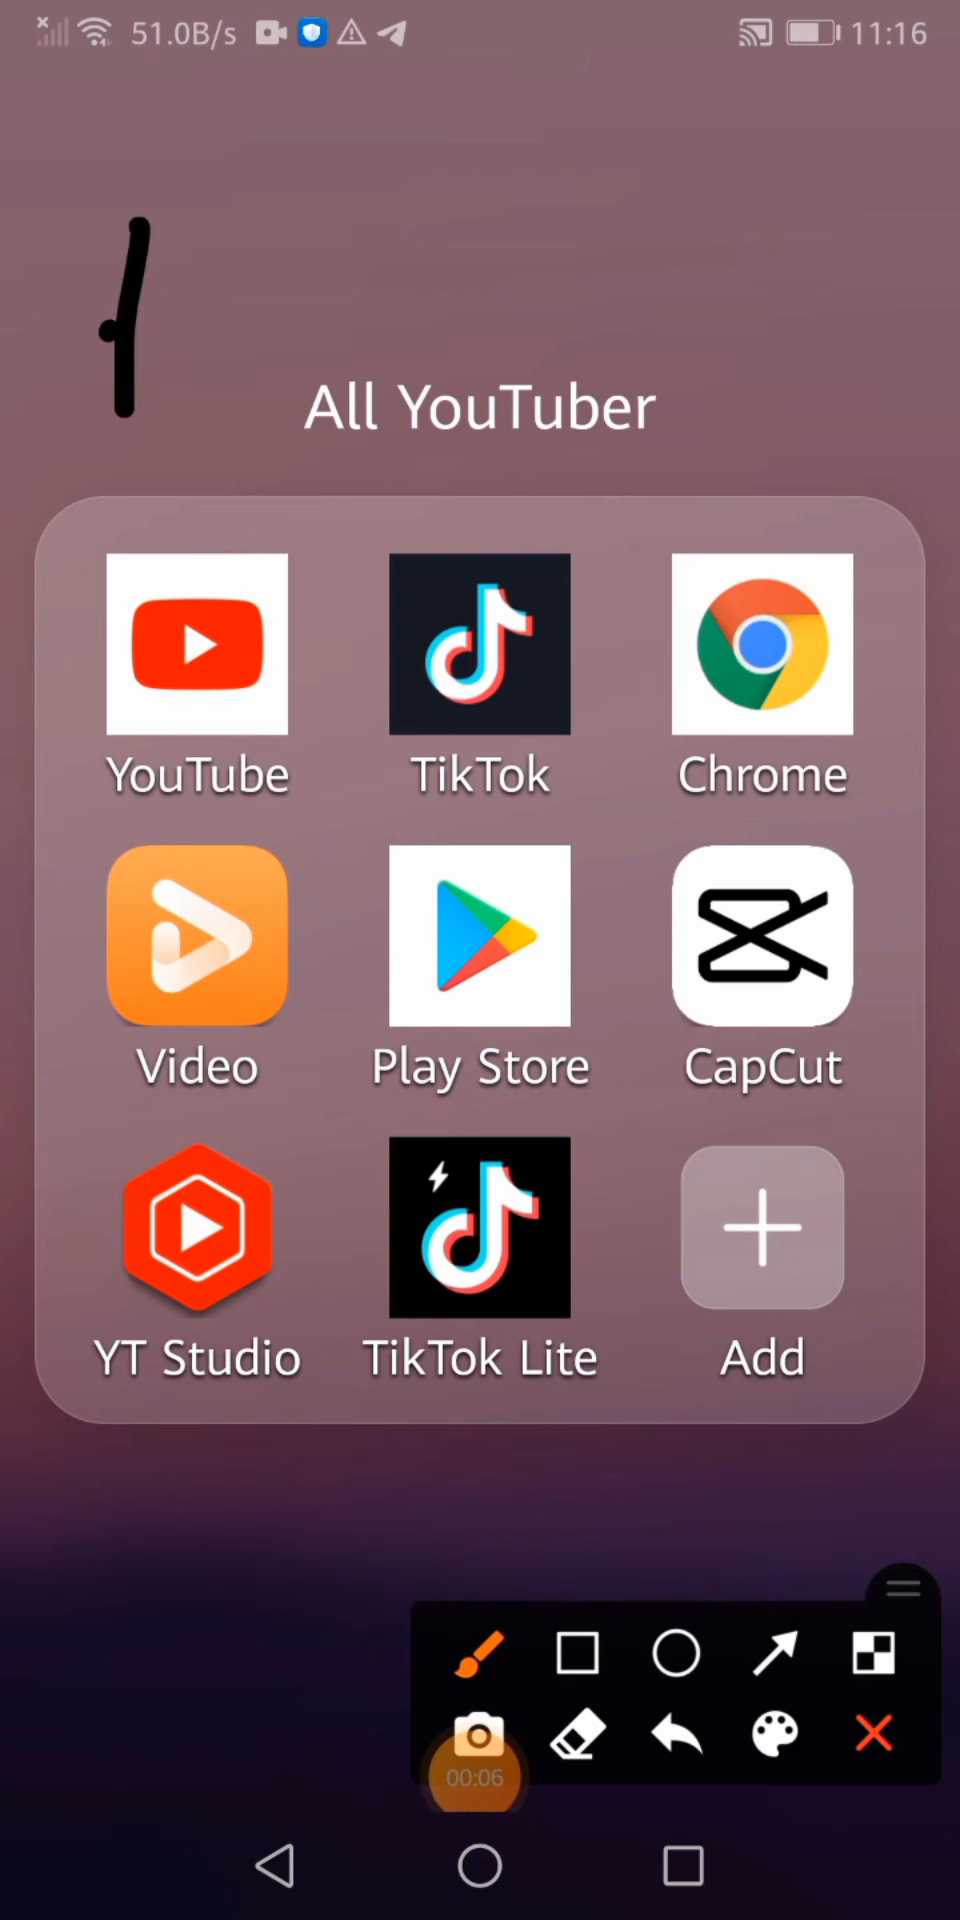 51.0B/s 11:16
All YouTuber
YouTube TikTok Chrome
Video Play Store CapCut
YT Studio TikTok Lite Add
00:06